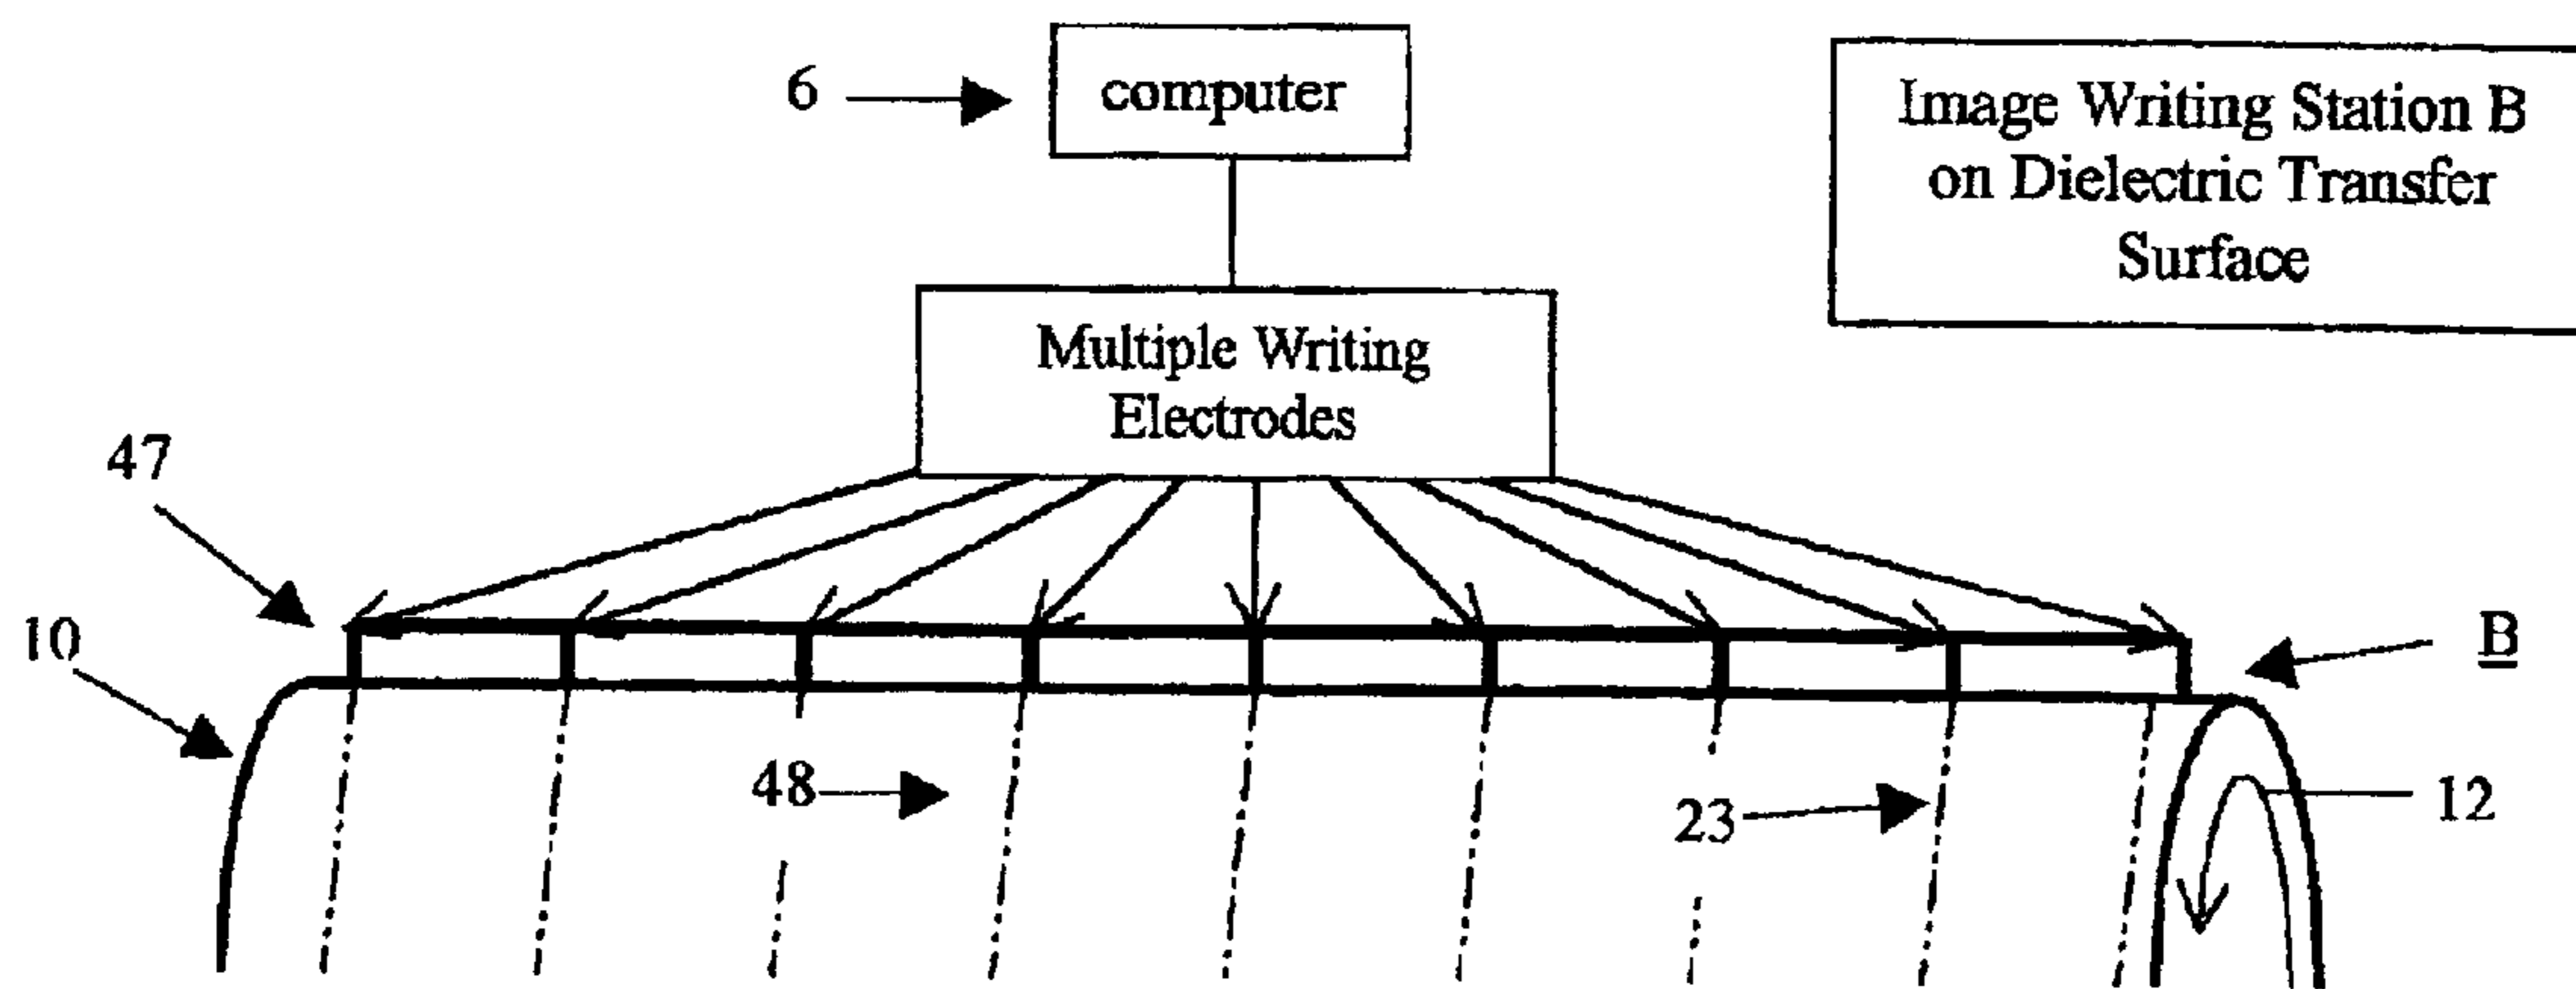 6
computer
Image Writing Station B
on Dielectric Transfer
Surface
Multiple Writing
Electrodes
47
10
B
48
23
12